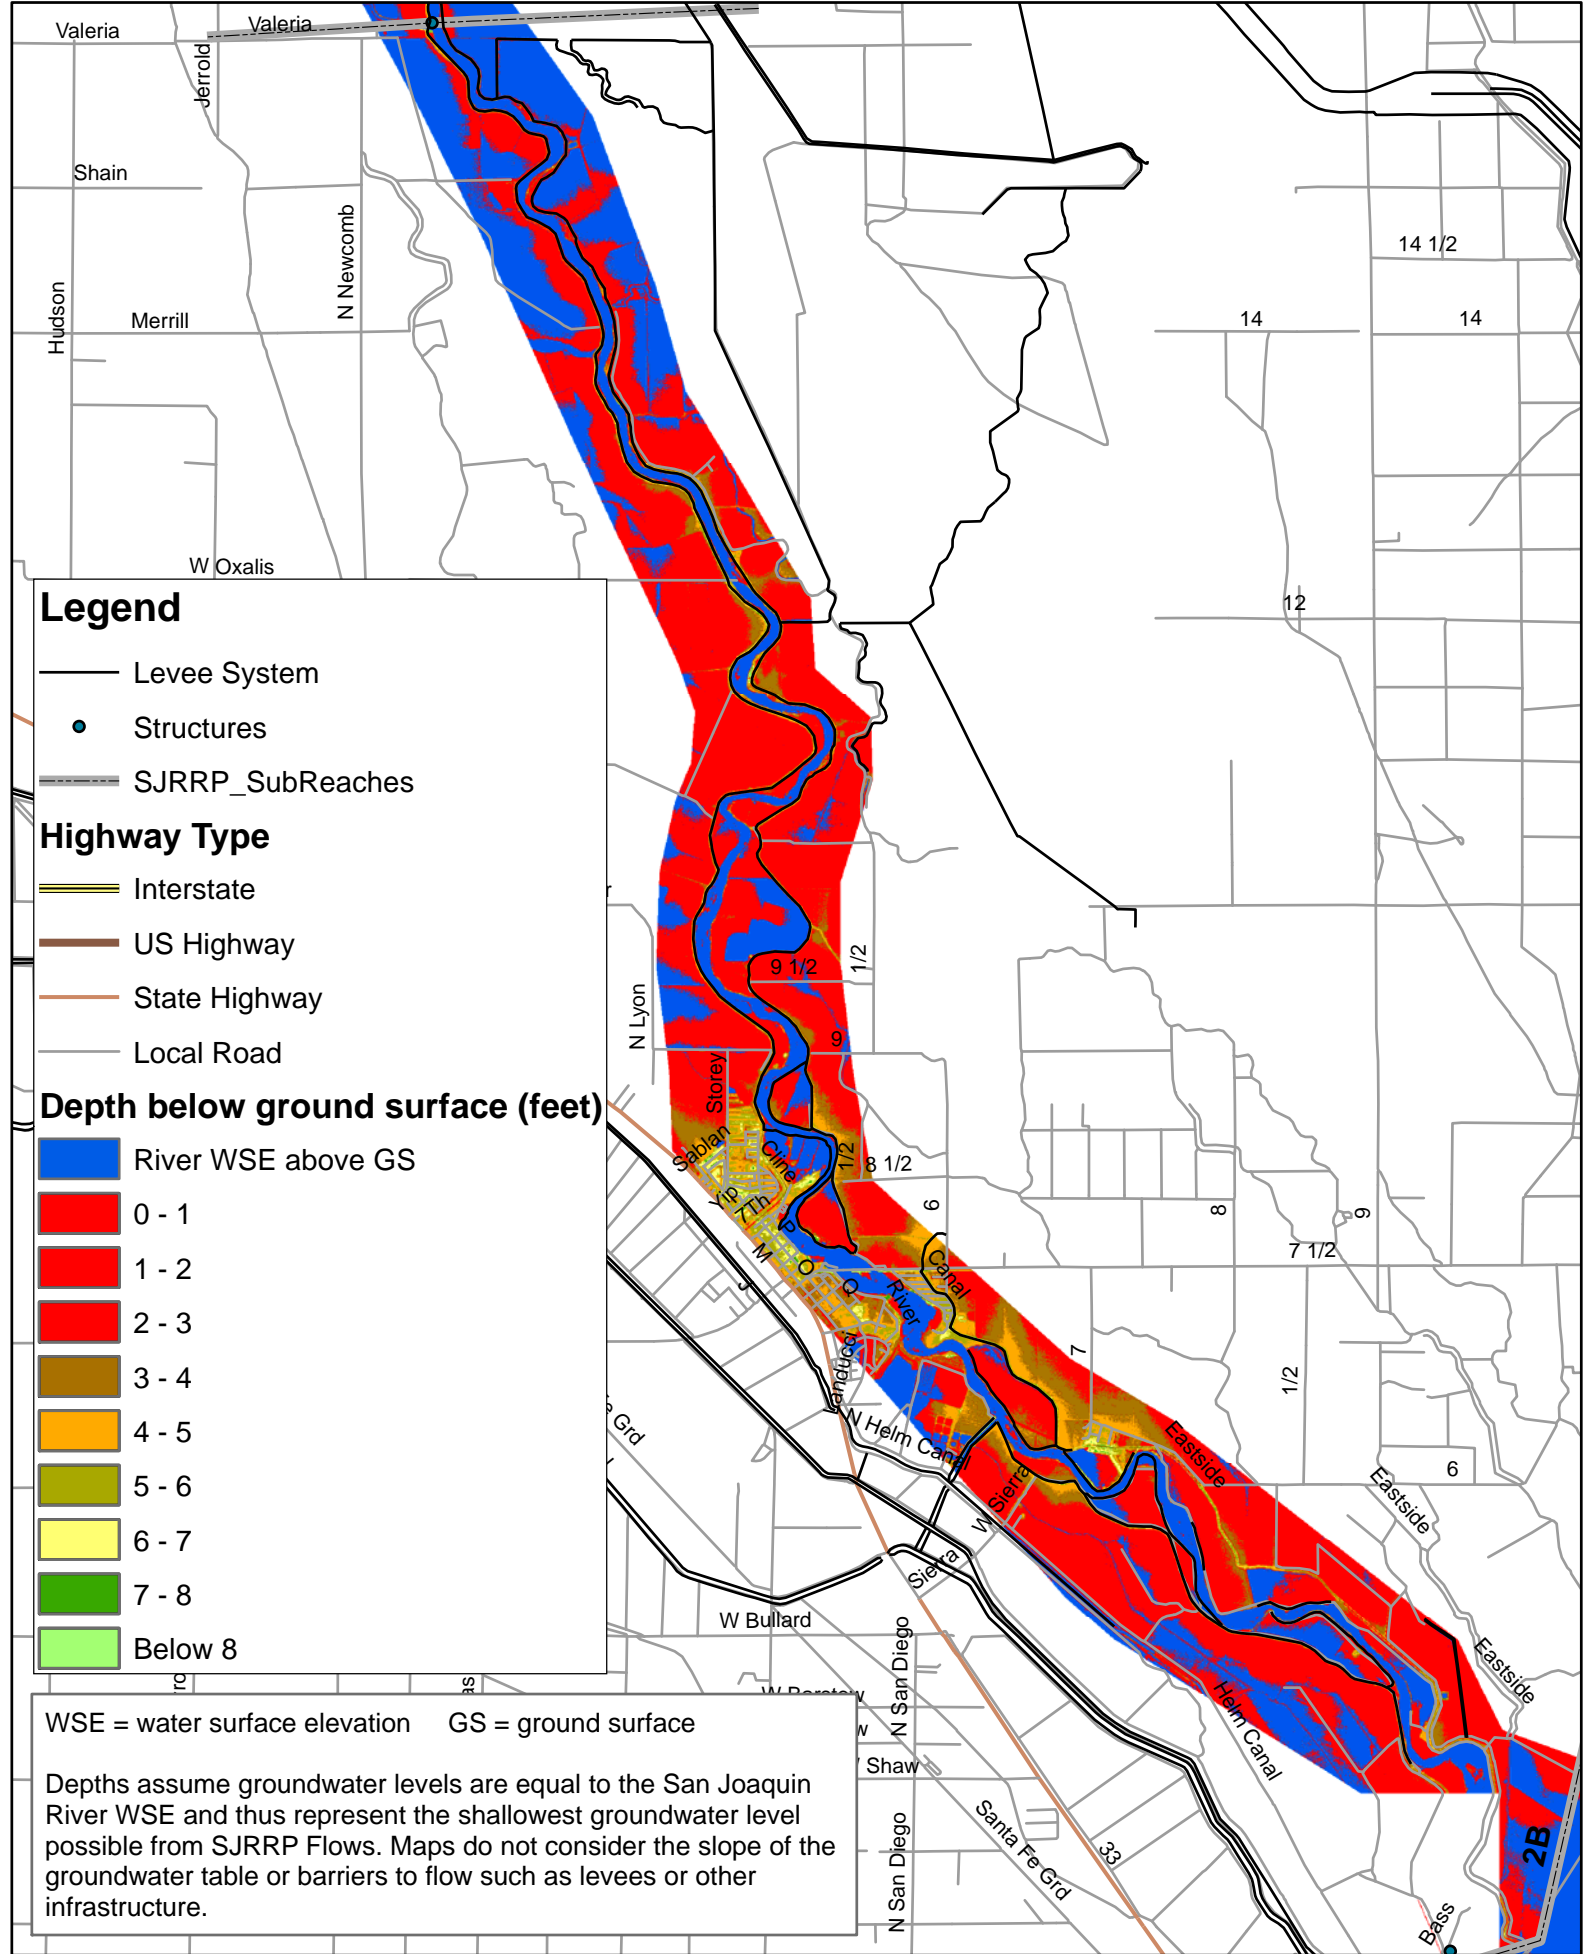 Valeria
Valeria
Jerrold
Shain
N Newcomb
Hudson
Merrill
14 1/2
14
14
W Oxalis
12
Legend
Levee System
Structures
SJRRP_SubReaches
Highway Type
Interstate
US Highway
State Highway
Local Road
Depth below ground surface (feet)
River WSE above GS
0 - 1
1 - 2
2 - 3
3 - 4
4 - 5
5 - 6
6 - 7
7 - 8
Below 8
9 1/2
1/2
N Lyon
9
Storey
Sablan
Cline
1/2
8 1/2
Yip
7Th
P
M
O
Q
J
River
Canal
6
8
9
7 1/2
7
1/2
N Helm Canal
Grd
W Sierra
Sierra
Eastside
Eastside
6
Eastside
W Bullard
N San Diego
Shaw
N San Diego
Santa Fe Grd
33
Helm Canal
2B
Bass
WSE = water surface elevation GS = ground surface
Depths assume groundwater levels are equal to the San Joaquin
River WSE and thus represent the shallowest groundwater level
possible from SJRRP Flows. Maps do not consider the slope of the
groundwater table or barriers to flow such as levees or other
infrastructure.